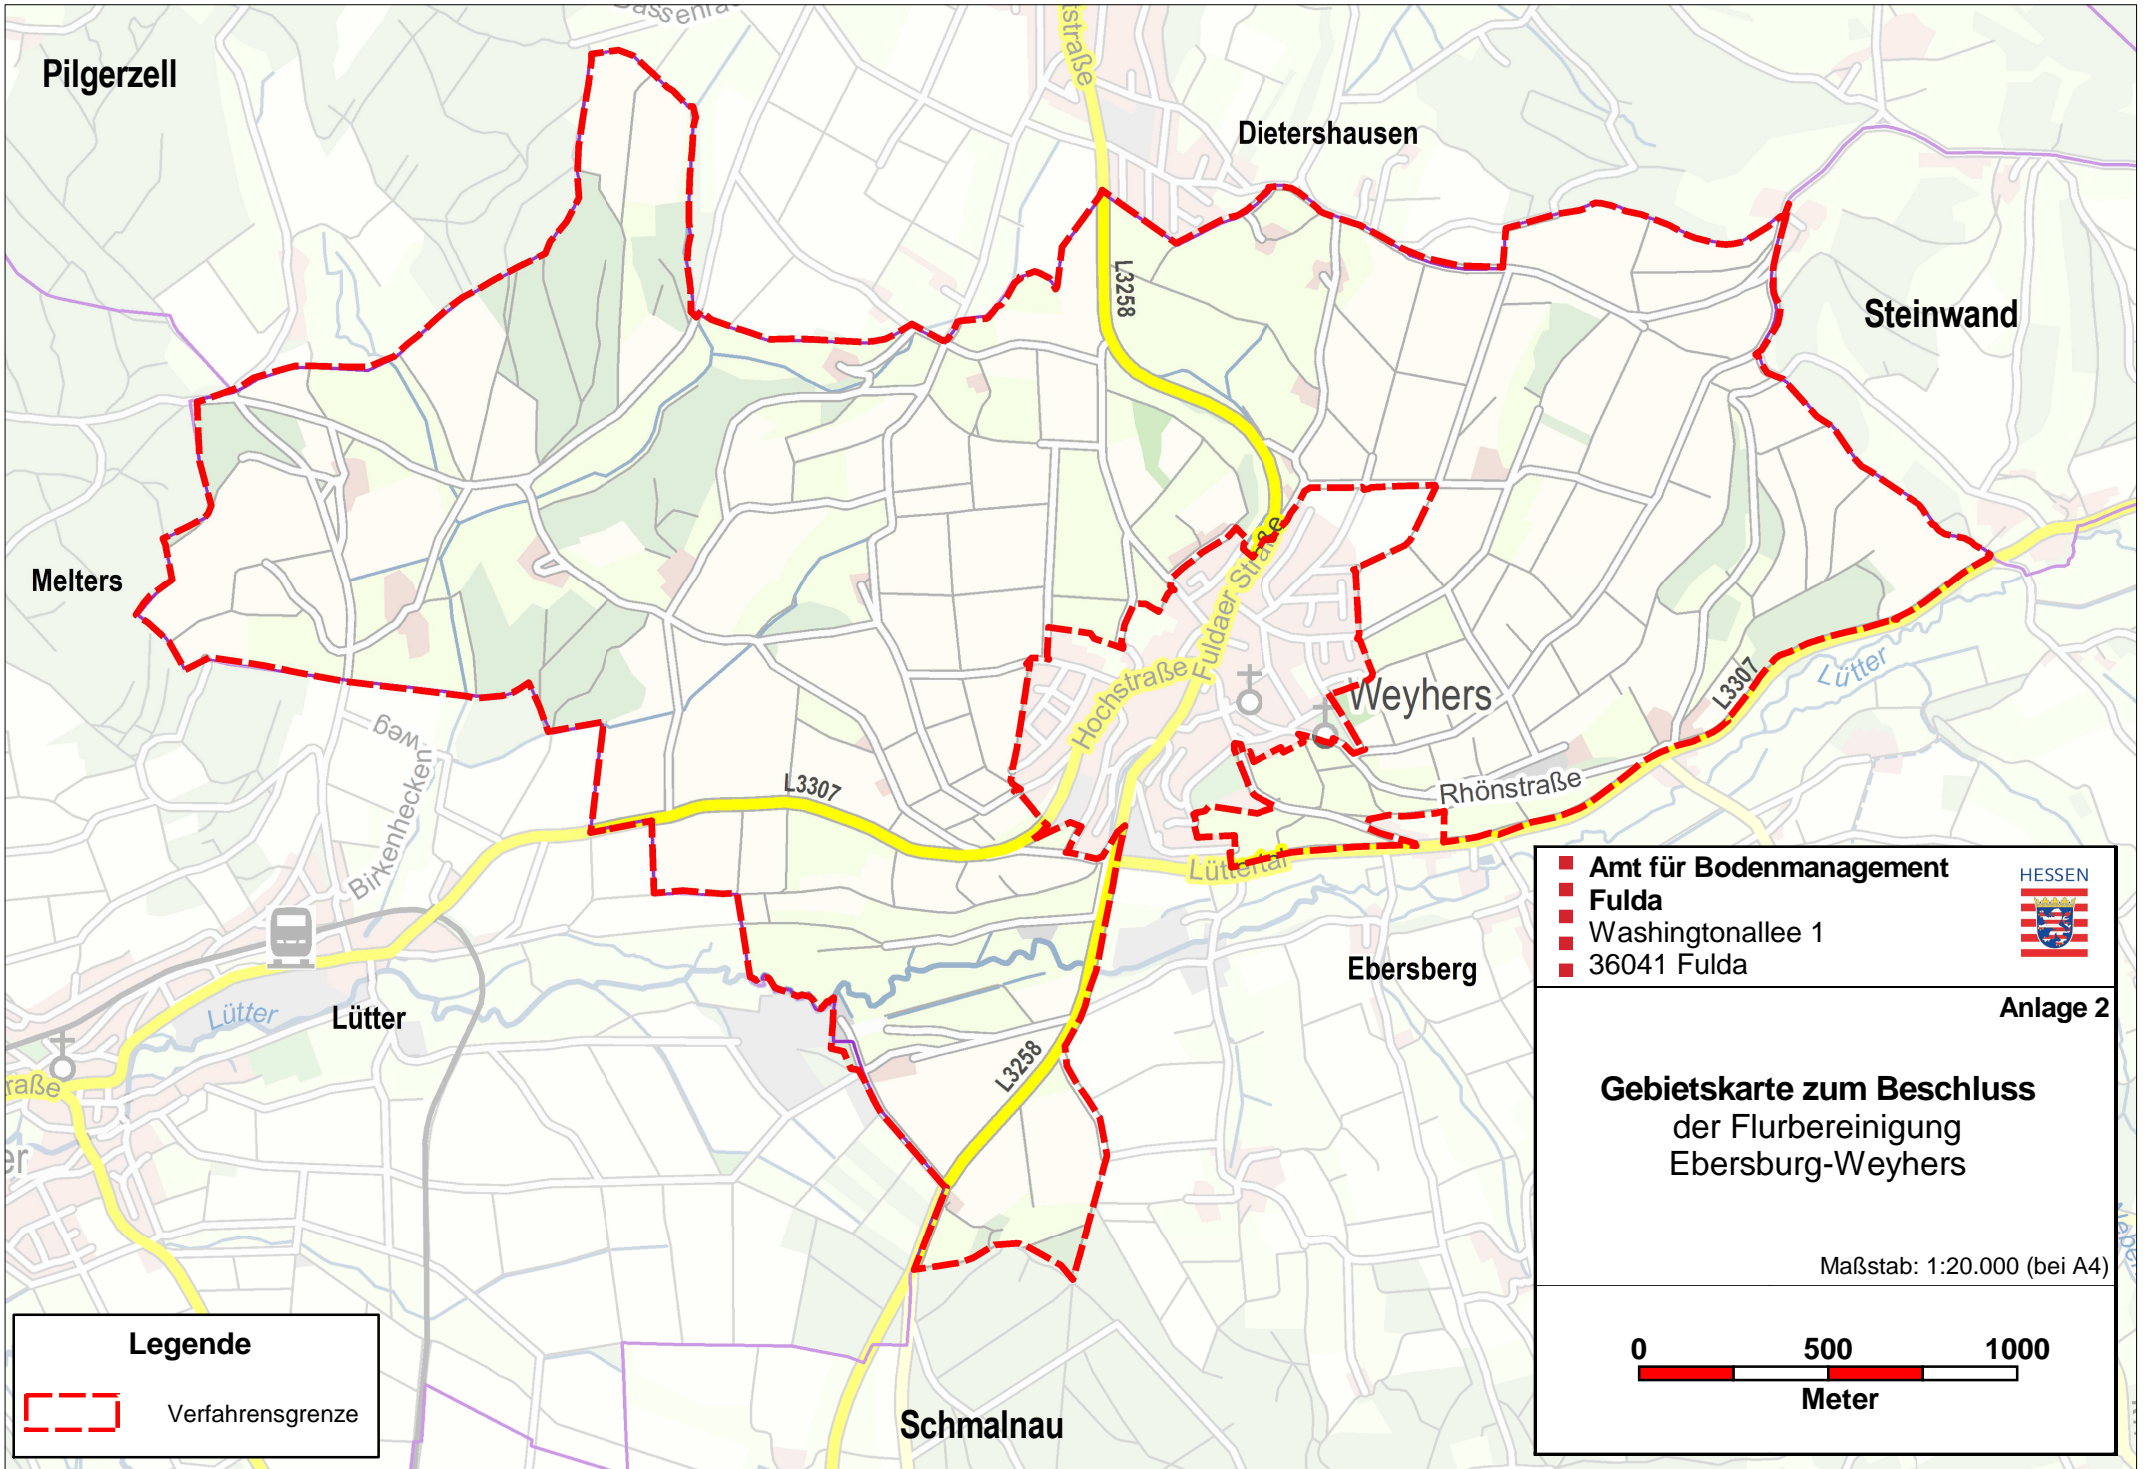 Pilgerzell
Dietershausen
L3258
Steinwand
Melters
Fuldaer Straße
Hochstraße
Weyhers
L3307
Lütter
weg
Birkenhecken
L3307
Rhönstraße
Lüttertal
Ebersberg
Lütter
Lütter
L3258
Schmalnau
Amt für Bodenmanagement
Fulda
Washingtonallee 1
36041 Fulda
HESSEN
Anlage 2
Gebietskarte zum Beschluss
der Flurbereinigung
Ebersburg-Weyhers
Maßstab: 1:20.000 (bei A4)
0 500 1000
Meter
Legende
Verfahrensgrenze